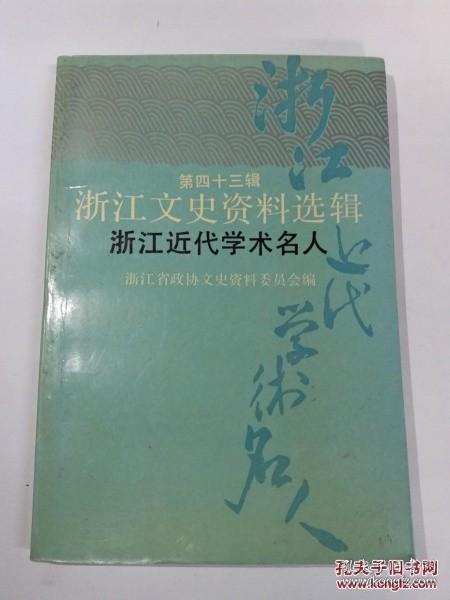 第四十三辑
浙江文史资料选辑
浙江近代学术名人
浙江省政协文史资料委员会编
浙江近代学術名人
孔夫子旧书网
www.kongfz.com